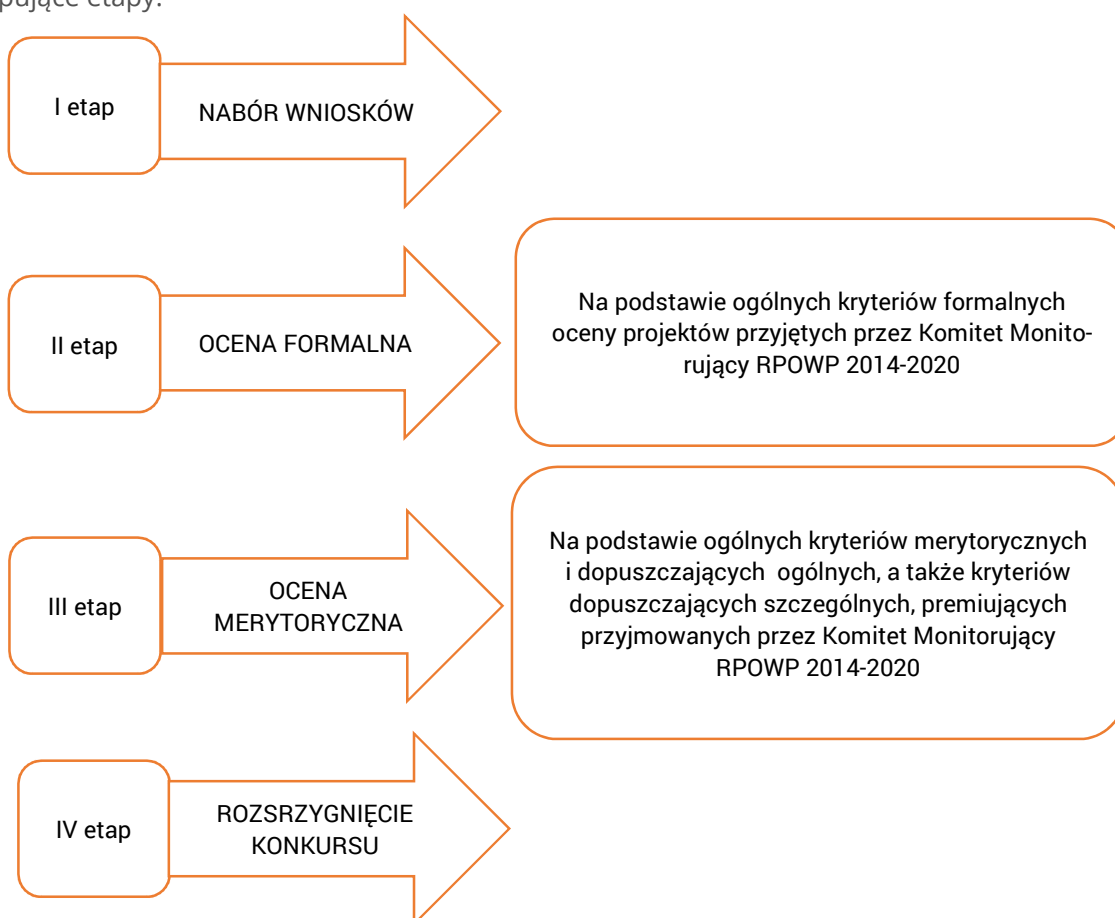 pujące etapy:
I etap
NABÓR WNIOSKÓW
II etap
OCENA FORMALNA
Na podstawie ogólnych kryteriów formalnych
oceny projektów przyjętych przez Komitet Monito-
rujący RPOWP 2014-2020
III etap
OCENA
MERYTORYCZNA
Na podstawie ogólnych kryteriów merytorycznych
i dopuszczających ogólnych, a także kryteriów
dopuszczających szczególnych, premiujących
przyjmowanych przez Komitet Monitorujący
RPOWP 2014-2020
IV etap
ROZSRZYGNIĘCIE
KONKURSU